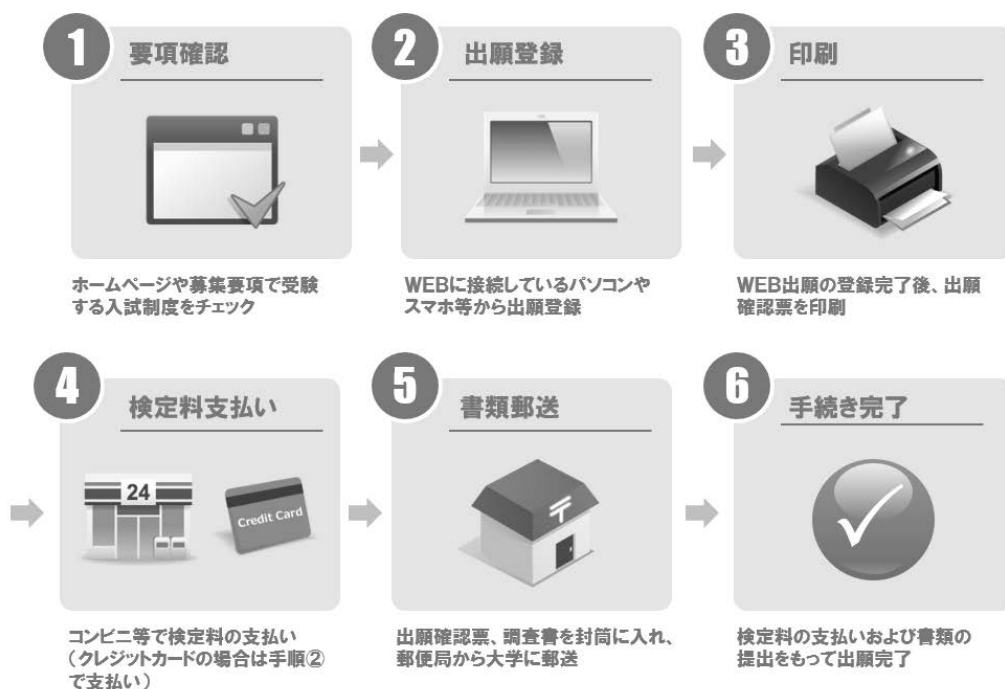 1 要項確認
ホームページや募集要項で受験
する入試制度をチェック
2 出願登録
WEBに接続しているパソコンや
スマホ等から出願登録
3 印刷
WEB出願の登録完了後、出願
確認票を印刷
4 検定料支払い
24
Credit Card
コンビニ等で検定料の支払い
(クレジットカードの場合は手順②
で支払い)
5 書類郵送
〒
出願確認票、調査書を封筒に入れ、
郵便局から大学に郵送
6 手続き完了
検定料の支払いおよび書類の
提出をもって出願完了